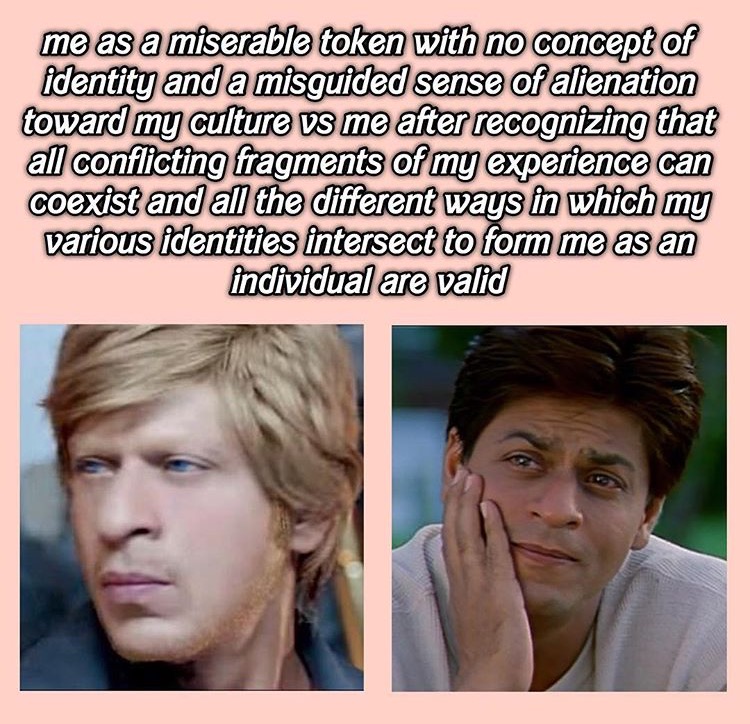 me as a miserable token with no concept of
identity and a misguided sense of alienation
toward my culture vs me after recognizing that
all conflicting fragments of my experience can
coexist and all the different ways in which my
various identities intersect to form me as an
individual are valid